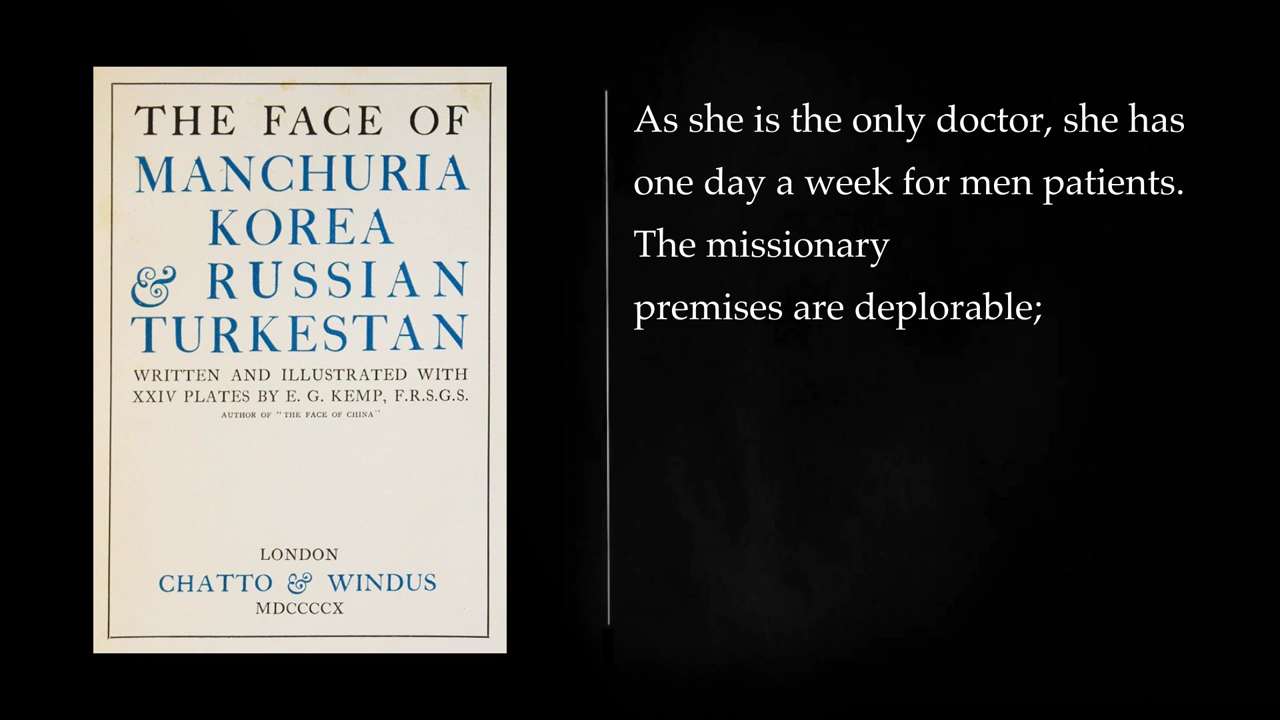 THE FACE OF
MANCHURIA
KOREA
& RUSSIAN
TURKESTAN
WRITTEN AND ILLUSTRATED WITH
XXIV PLATES BY E. G. KEMP, F.R.S.G.S.
AUTHOR OF "THE FACE OF CHINA"
LONDON
CHATTO & WINDUS
MDCCCCX
As she is the only doctor, she has
one day a week for men patients.
The missionary
premises are deplorable;